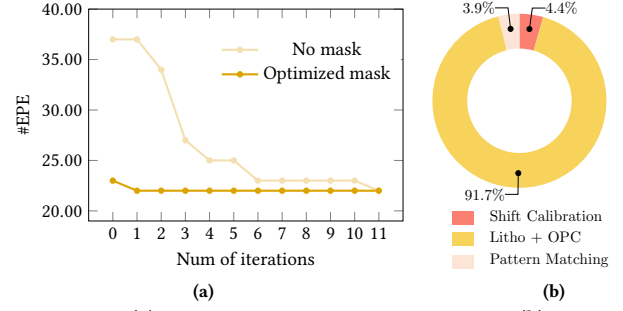 40.00
35.00
30.00
25.00
20.00
#EPE
No mask
Optimized mask
0 1 2 3 4 5 6 7 8 9 10 11
Num of iterations
(a)
3.9%
4.4%
91.7%
Shift Calibration
Litho + OPC
Pattern Matching
(b)